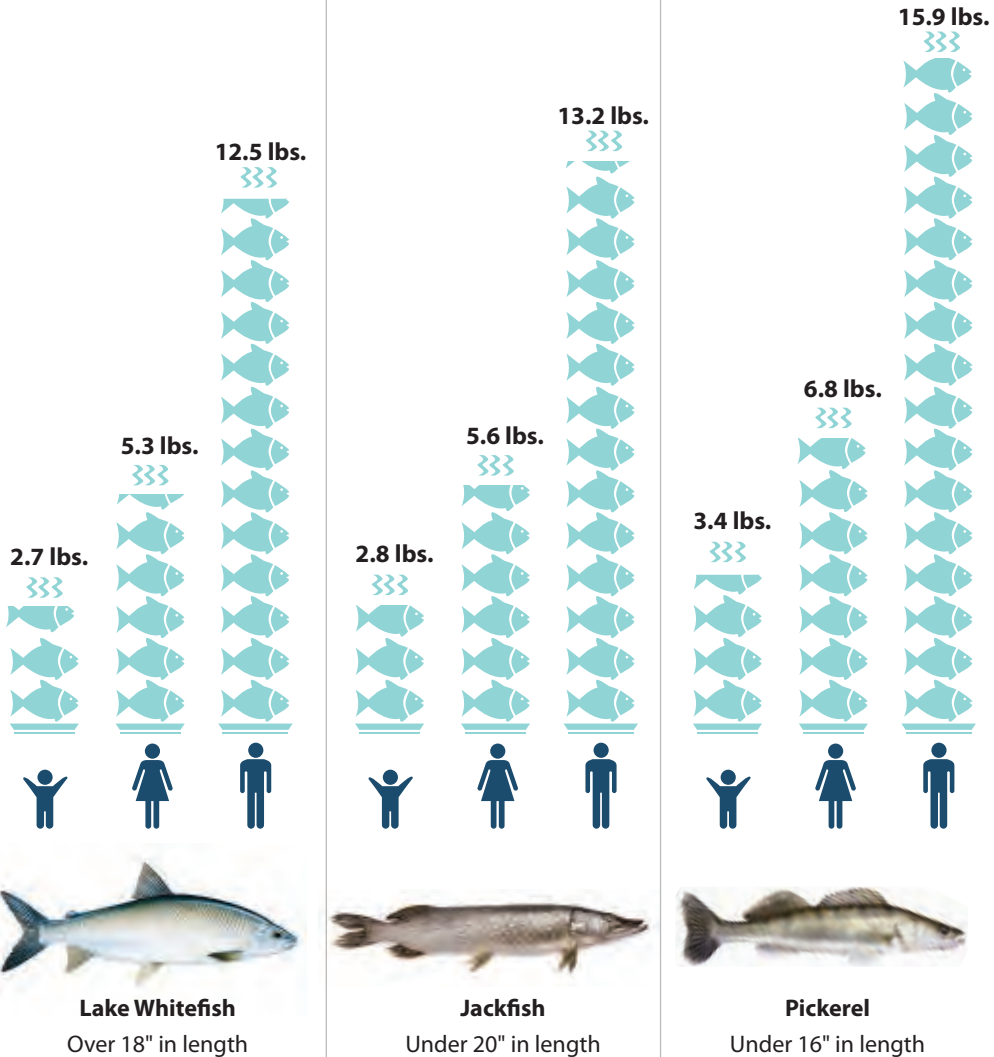 2.7 lbs.
5.3 lbs.
12.5 lbs.
Lake Whitefish
Over 18" in length
2.8 lbs.
5.6 lbs.
13.2 lbs.
Jackfish
Under 20" in length
3.4 lbs.
6.8 lbs.
15.9 lbs.
Pickerel
Under 16" in length